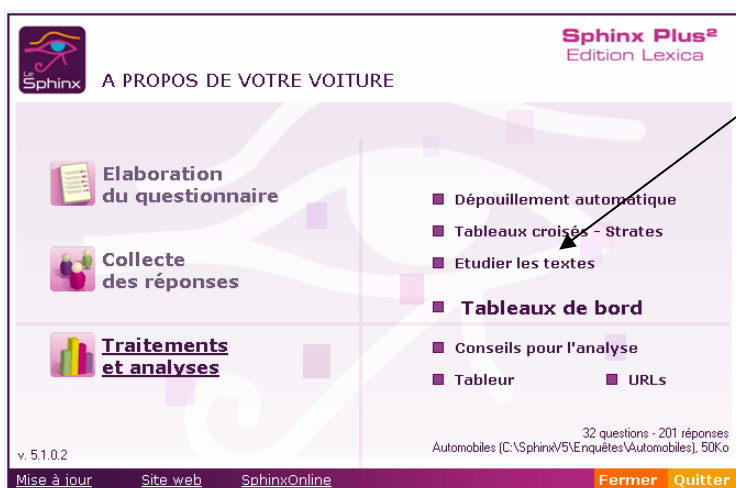 Sphinx Plus²
Edition Lexica
Le
Sphinx
A PROPOS DE VOTRE VOITURE
Elaboration
du questionnaire
Collecte
des réponses
Traitements
et analyses
Dépouillement automatique
Tableaux croisés - Strates
Etudier les textes
Tableaux de bord
Conseils pour l'analyse
Tableur URLs
32 questions - 201 réponses
Automobiles (C:\SphinxV5\Enquêtes\Automobiles), 50Ko
v. 5.1.0.2
Mise à jour Site web SphinxOnline Fermer Quitter